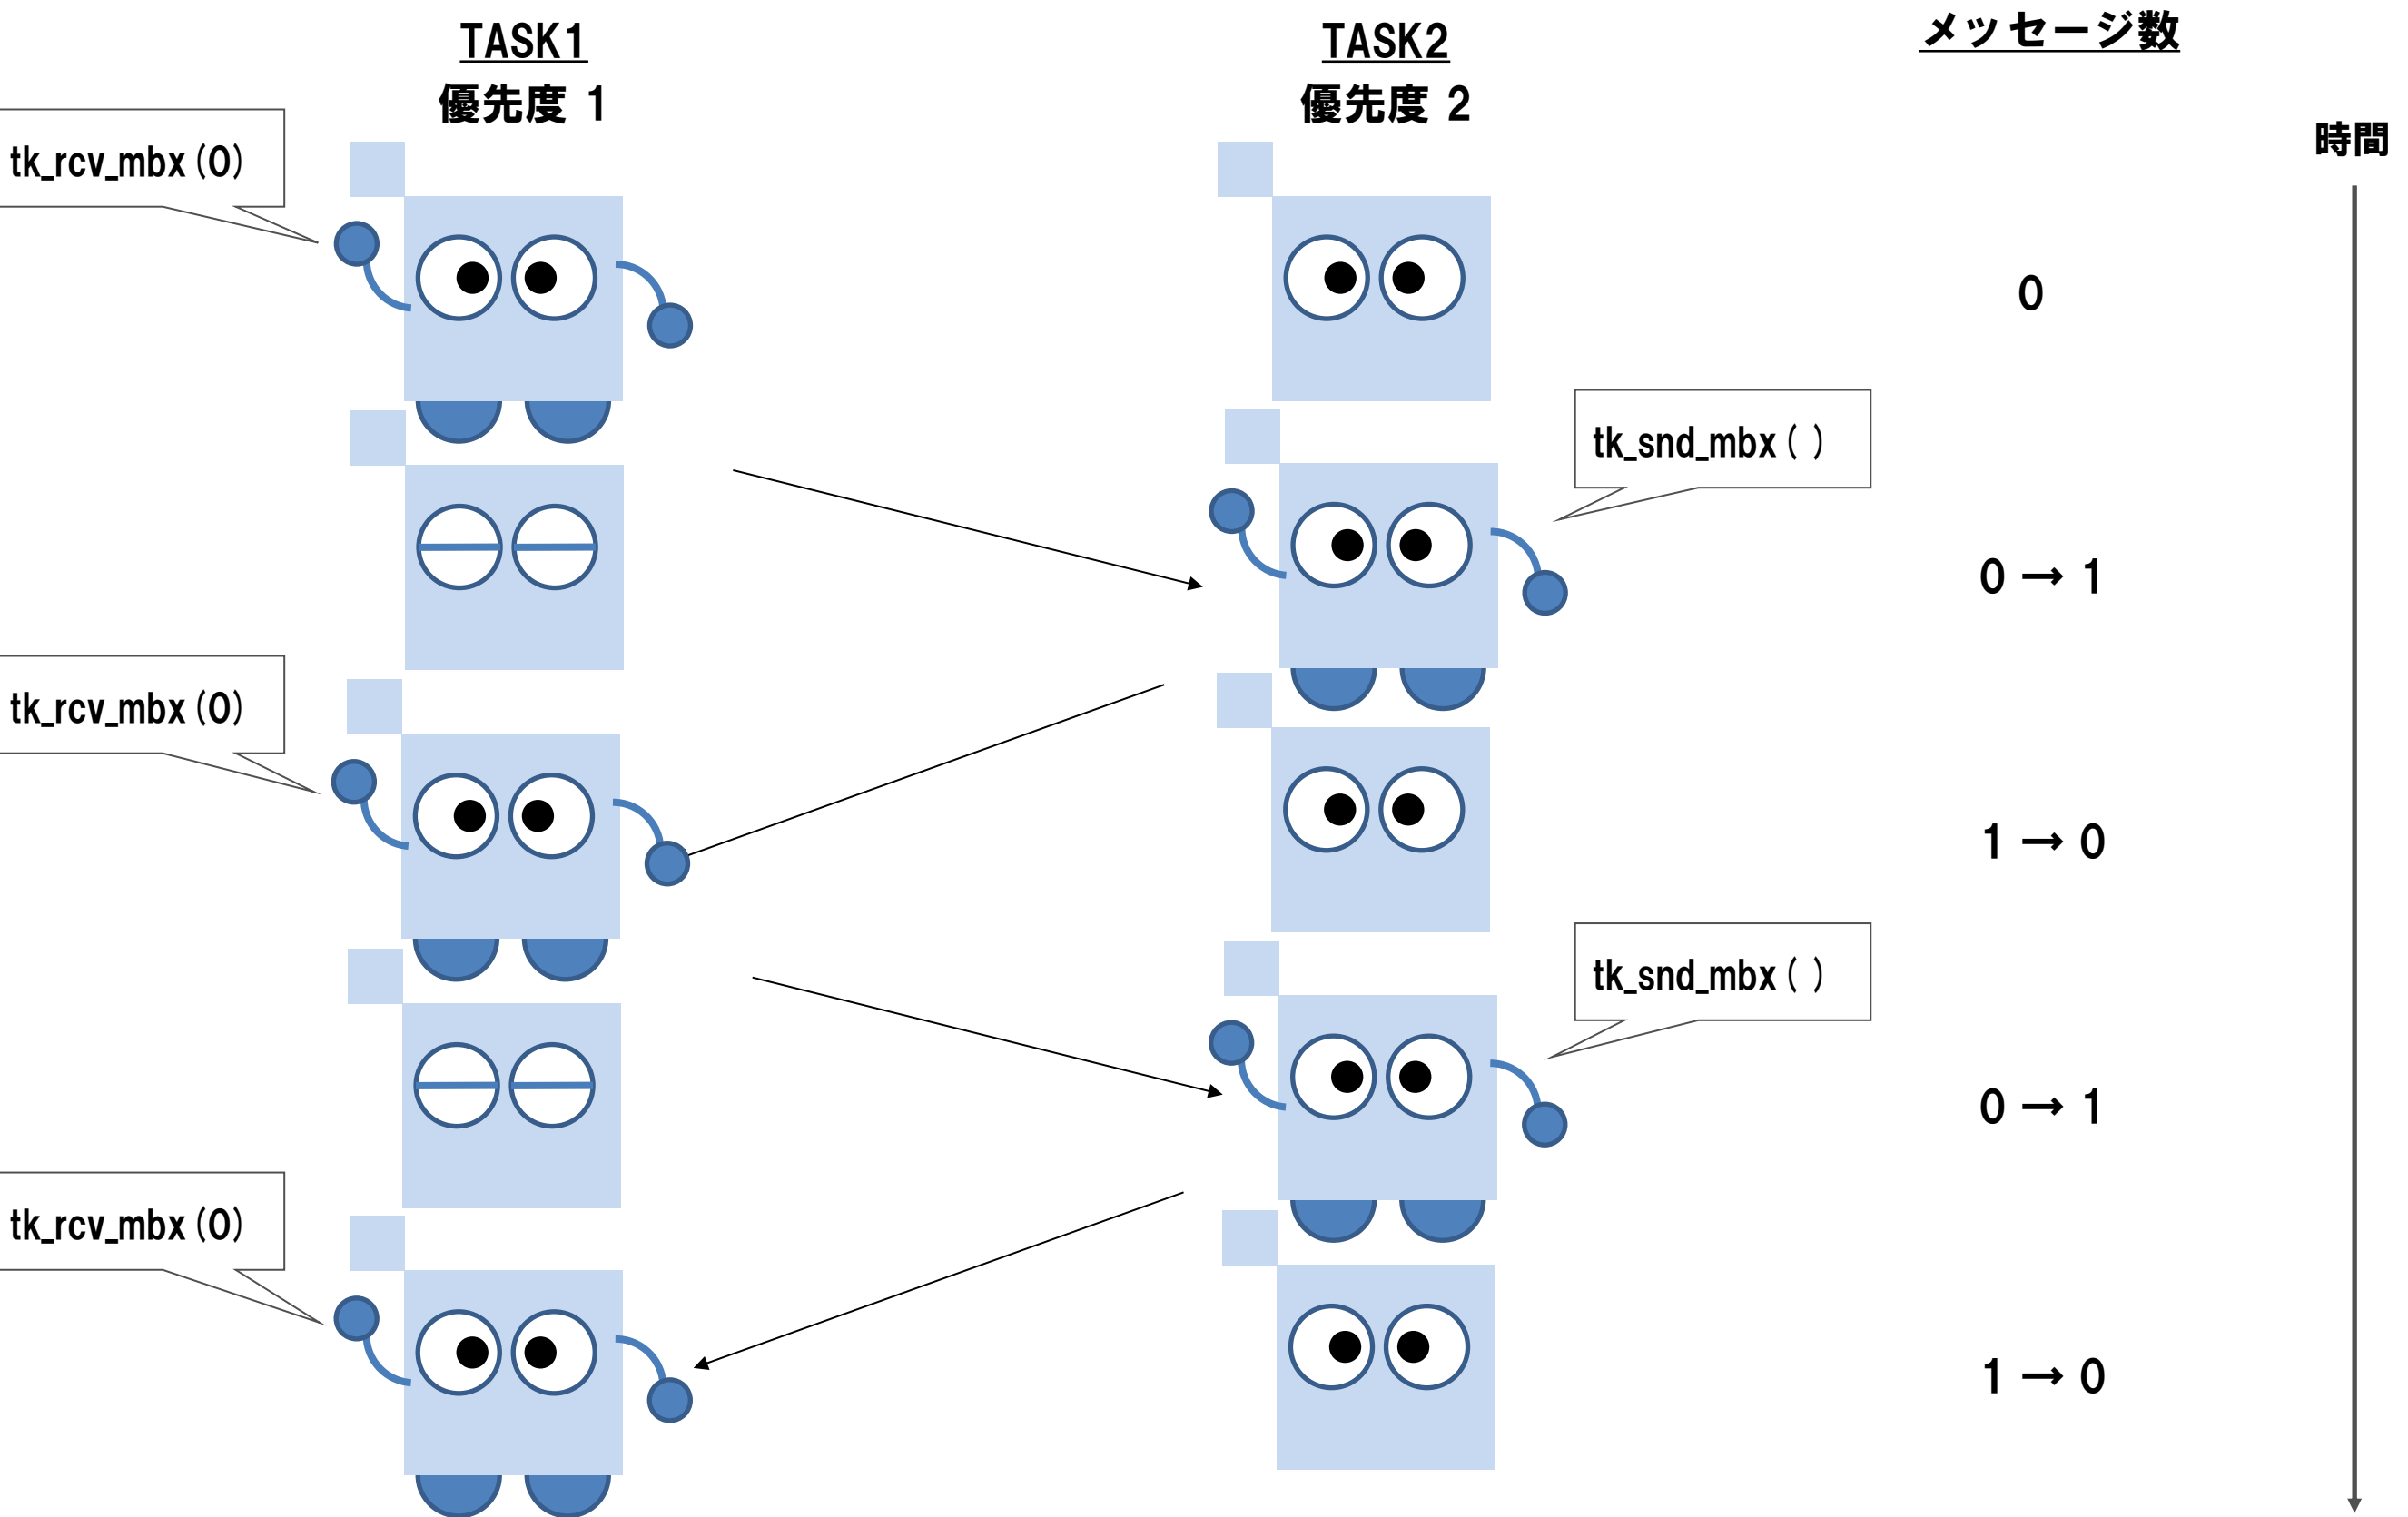 TASK1
優先度 1
TASK2
優先度 2
メッセージ数
時間
tk_rcv_mbx(0)
0
tk_snd_mbx( )
0 → 1
tk_rcv_mbx(0)
1 → 0
tk_snd_mbx( )
0 → 1
tk_rcv_mbx(0)
1 → 0